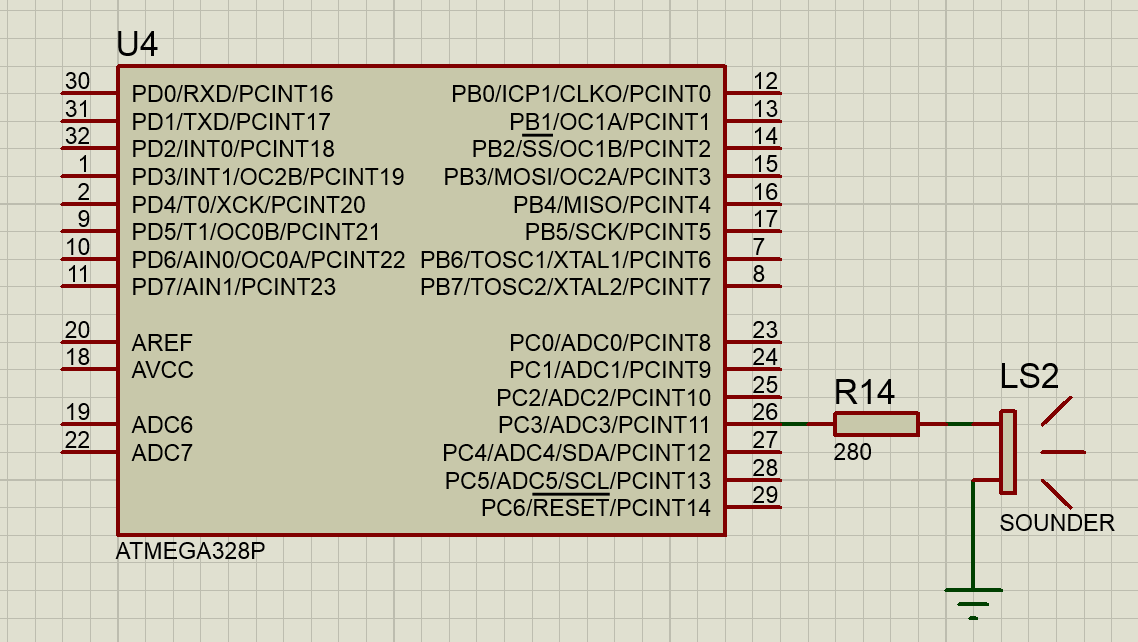 U4
30 PD0/RXD/PCINT16 PB0/ICP1/CLKO/PCINT0 12
31 PD1/TXD/PCINT17 PB1/OC1A/PCINT1 13
32 PD2/INT0/PCINT18 PB2/SS/OC1B/PCINT2 14
1 PD3/INT1/OC2B/PCINT19 PB3/MOSI/OC2A/PCINT3 15
2 PD4/T0/XCK/PCINT20 PB4/MISO/PCINT4 16
9 PD5/T1/OC0B/PCINT21 PB5/SCK/PCINT5 17
10 PD6/AIN0/OC0A/PCINT22 PB6/TOSC1/XTAL1/PCINT6 7
11 PD7/AIN1/PCINT23 PB7/TOSC2/XTAL2/PCINT7 8
20 AREF PC0/ADC0/PCINT8 23
18 AVCC PC1/ADC1/PCINT9 24
PC2/ADC2/PCINT10 25
19 ADC6 PC3/ADC3/PCINT11 26
22 ADC7 PC4/ADC4/SDA/PCINT12 27
PC5/ADC5/SCL/PCINT13 28
PC6/RESET/PCINT14 29
ATMEGA328P
R14
280
LS2
SOUNDER